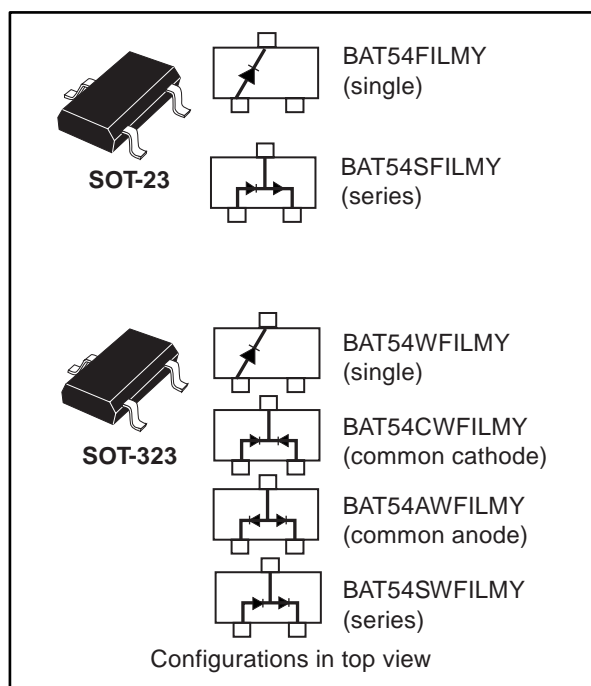 BAT54FILMY
(single)
SOT-23
BAT54SFILMY
(series)
BAT54WFILMY
(single)
SOT-323
BAT54CWFILMY
(common cathode)
BAT54AWFILMY
(common anode)
BAT54SWFILMY
(series)
Configurations in top view